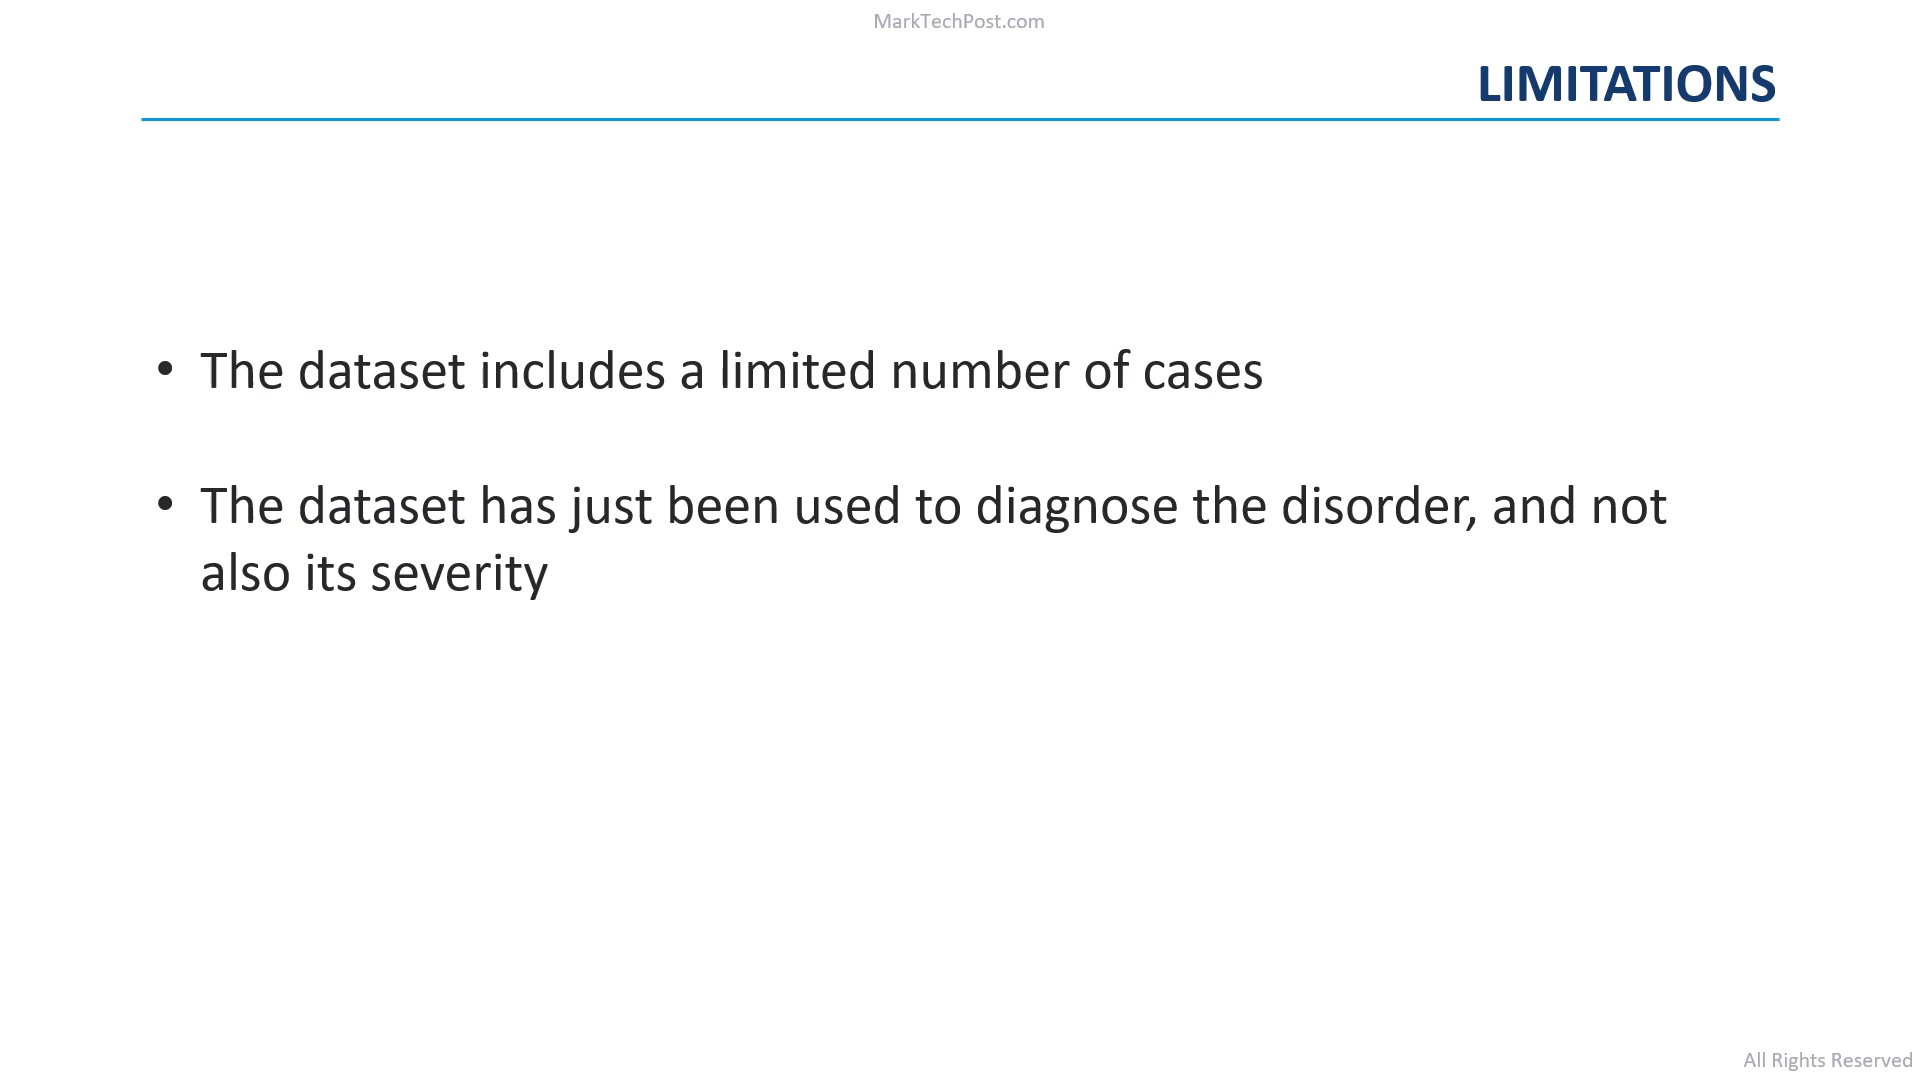 MarkTechPost.com
LIMITATIONS
• The dataset includes a limited number of cases
• The dataset has just been used to diagnose the disorder, and not
also its severity
All Rights Reserved